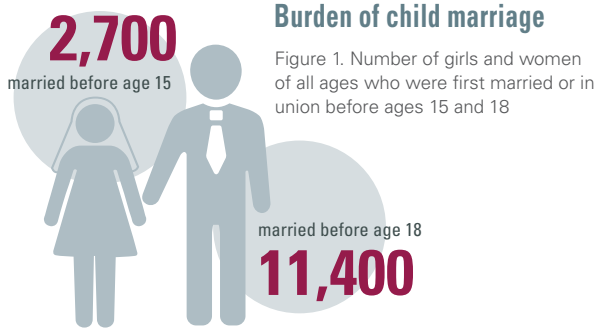 Burden of child marriage
Figure 1. Number of girls and women
of all ages who were first married or in
union before ages 15 and 18
2,700
married before age 15
married before age 18
11,400